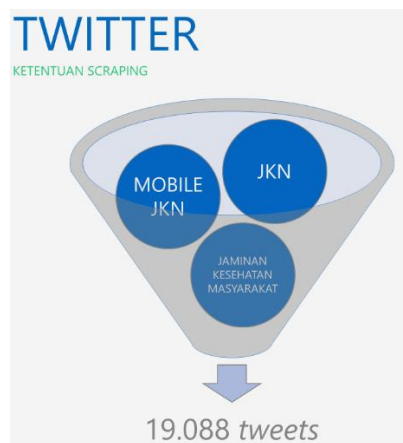 TWITTER
KETENTUAN SCRAPING
MOBILE
JKN
JKN
JAMINAN
KESEHATAN
MASYARAKAT
19.088 tweets